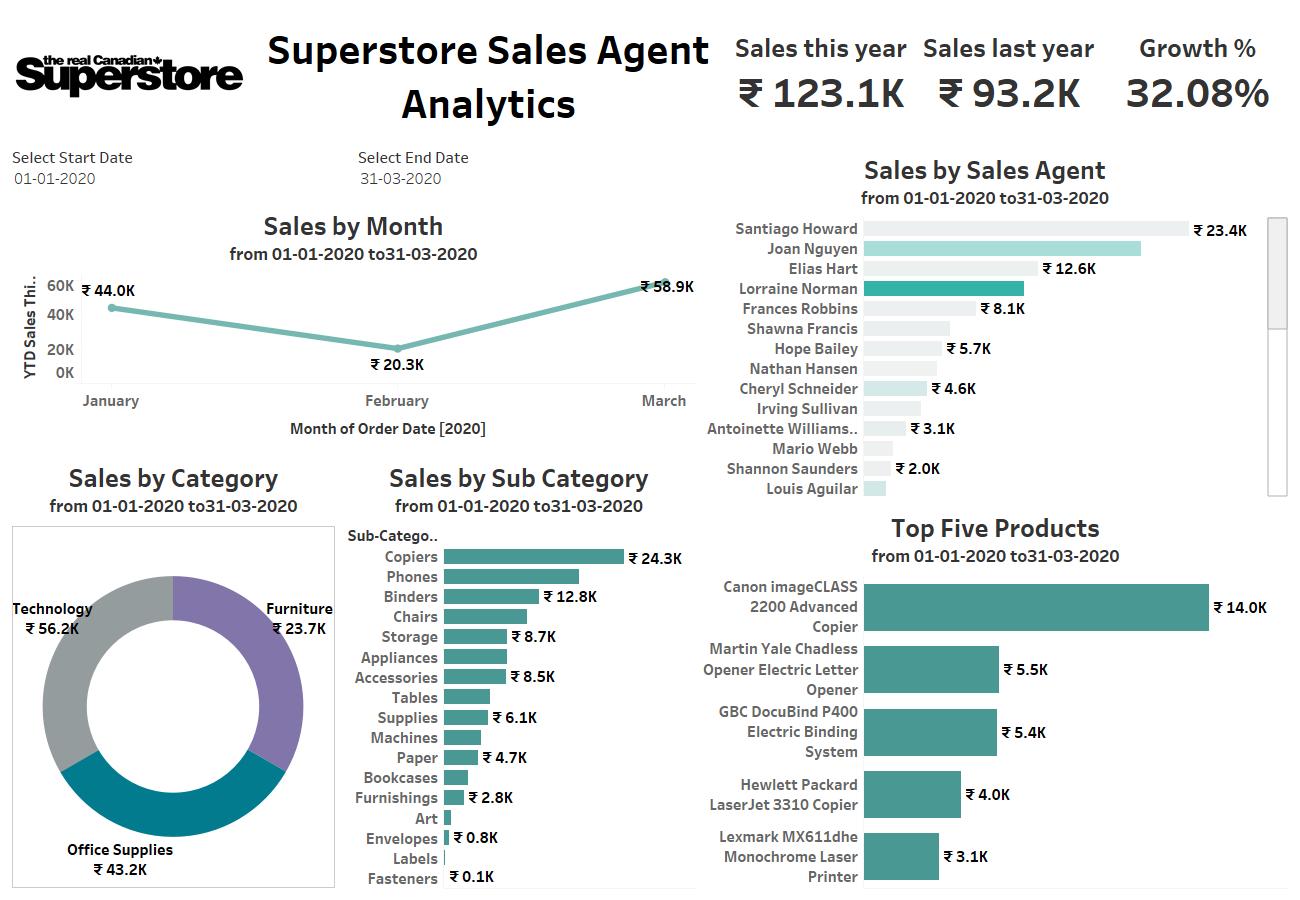 the real Canadian
Superstore
Superstore Sales Agent
Analytics
Sales this year
₹ 123.1K
Sales last year
₹ 93.2K
Growth %
32.08%
Select Start Date
01-01-2020
Select End Date
31-03-2020
Sales by Month
from 01-01-2020 to31-03-2020
YTD Sales Thi..
60K
40K
20K
0K
₹ 44.0K
₹ 20.3K
₹ 58.9K
January
February
March
Month of Order Date [2020]
Sales by Sales Agent
from 01-01-2020 to31-03-2020
Santiago Howard ₹ 23.4K
Joan Nguyen
Elias Hart ₹ 12.6K
Lorraine Norman
Frances Robbins ₹ 8.1K
Shawna Francis
Hope Bailey ₹ 5.7K
Nathan Hansen
Cheryl Schneider ₹ 4.6K
Irving Sullivan
Antoinette Williams.. ₹ 3.1K
Mario Webb
Shannon Saunders ₹ 2.0K
Louis Aguilar
Sales by Category
from 01-01-2020 to31-03-2020
Technology
₹ 56.2K
Furniture
₹ 23.7K
Office Supplies
₹ 43.2K
Sales by Sub Category
from 01-01-2020 to31-03-2020
Sub-Catego..
Copiers ₹ 24.3K
Phones
Binders ₹ 12.8K
Chairs
Storage ₹ 8.7K
Appliances
Accessories ₹ 8.5K
Tables
Supplies ₹ 6.1K
Machines
Paper ₹ 4.7K
Bookcases
Furnishings ₹ 2.8K
Art
Envelopes ₹ 0.8K
Labels
Fasteners ₹ 0.1K
Top Five Products
from 01-01-2020 to31-03-2020
Canon imageCLASS
2200 Advanced
Copier
₹ 14.0K
Martin Yale Chadless
Opener Electric Letter
Opener
₹ 5.5K
GBC DocuBind P400
Electric Binding
System
₹ 5.4K
Hewlett Packard
LaserJet 3310 Copier
₹ 4.0K
Lexmark MX611dhe
Monochrome Laser
Printer
₹ 3.1K